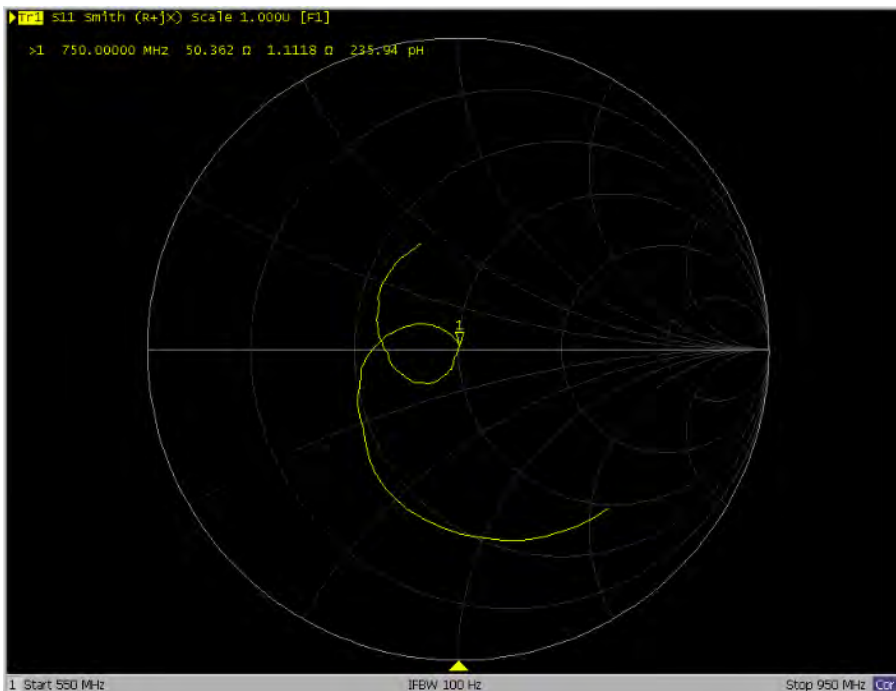 Tr1 S11 Smith (R+jX) Scale 1.000U [F1]
>1 750.00000 MHz 50.362 Ω 1.1118 Ω 235.94 pH
1
1 Start 550 MHz IFBW 100 Hz Stop 950 MHz Cor